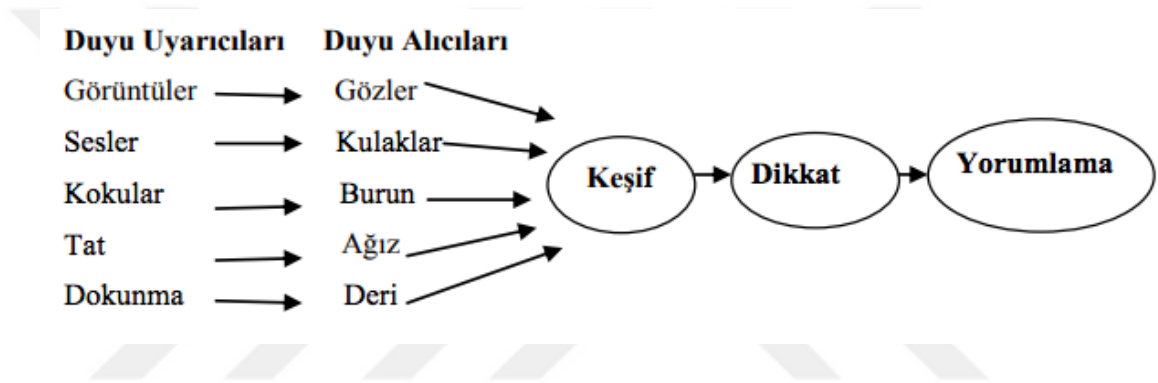 Duyu Uyarıcıları Duyu Alıcıları
Görüntüler Gözler
Sesler Kulaklar
Kokular Burun
Tat Ağız
Dokunma Deri
Keşif Dikkat Yorumlama